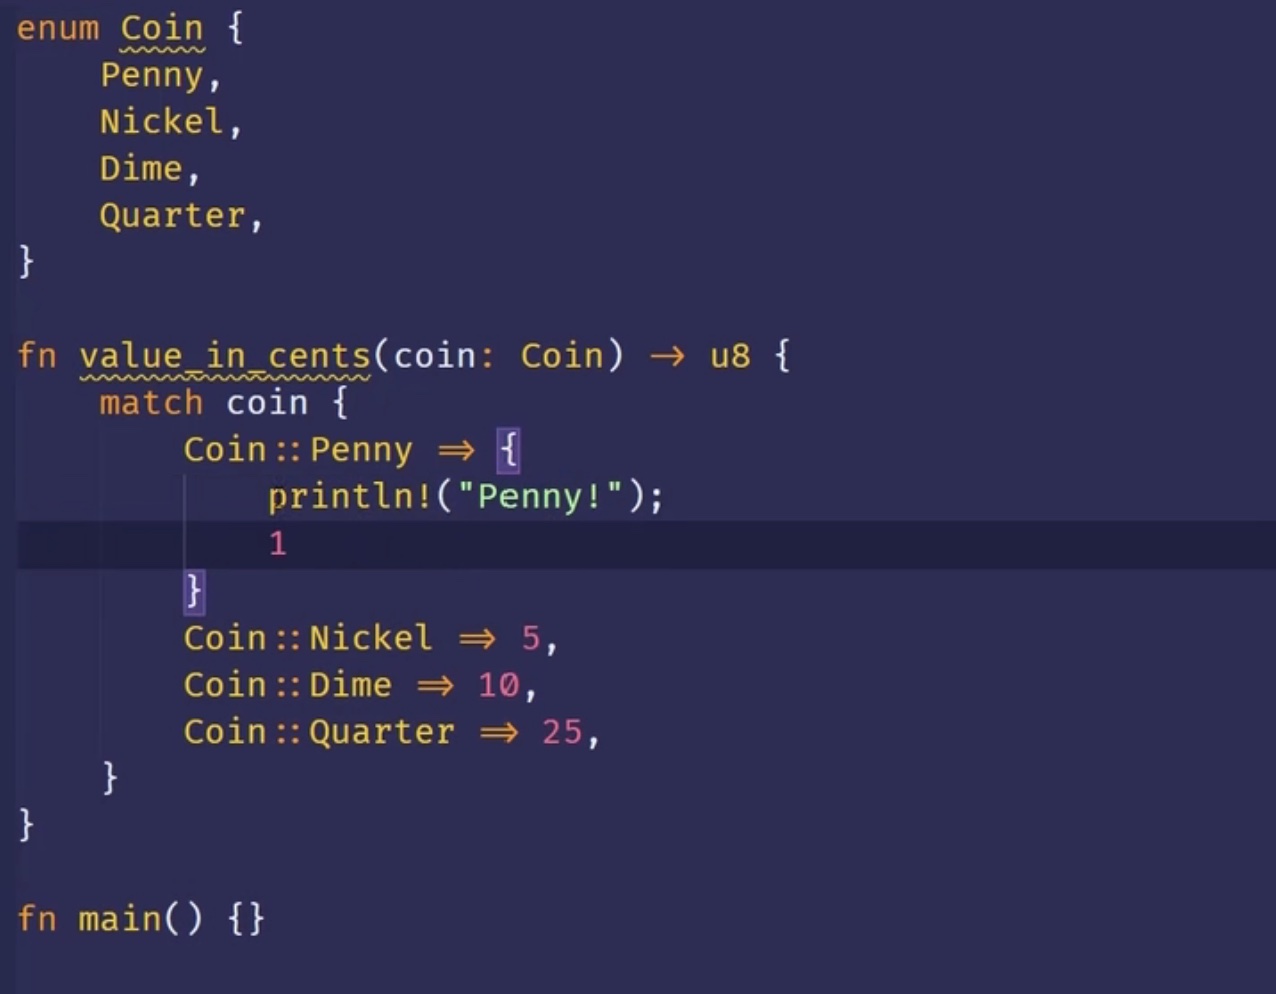 enum Coin {
    Penny,
    Nickel,
    Dime,
    Quarter,
}

fn value_in_cents(coin: Coin) -> u8 {
    match coin {
        Coin::Penny => {
            println!("Penny!");
            1
        }
        Coin::Nickel => 5,
        Coin::Dime => 10,
        Coin::Quarter => 25,
    }
}

fn main() {}